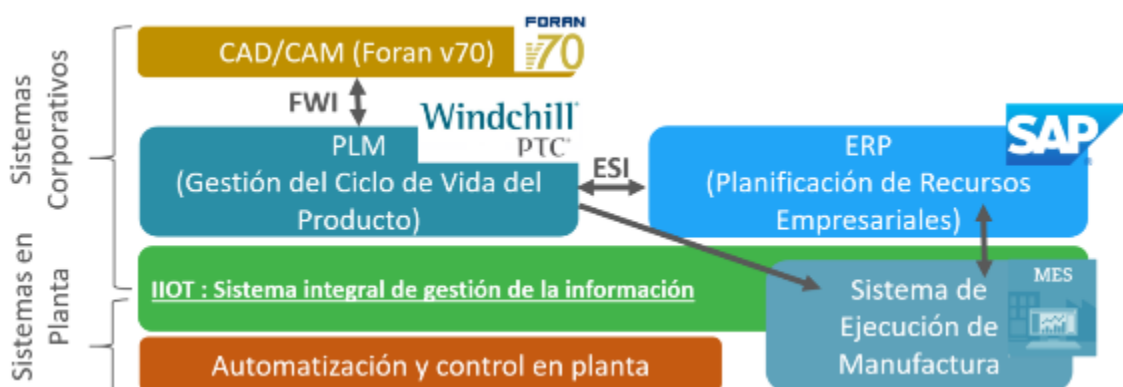 Sistemas
Corporativos
Sistemas en
Planta
CAD/CAM (Foran v70)
FORAN
V70
FWI
Windchill
PTC
PLM
(Gestión del Ciclo de Vida del
Producto)
ESI
SAP
ERP
(Planificación de Recursos
Empresariales)
IIOT : Sistema integral de gestión de la información
MES
Sistema de
Ejecución de
Manufactura
Automatización y control en planta